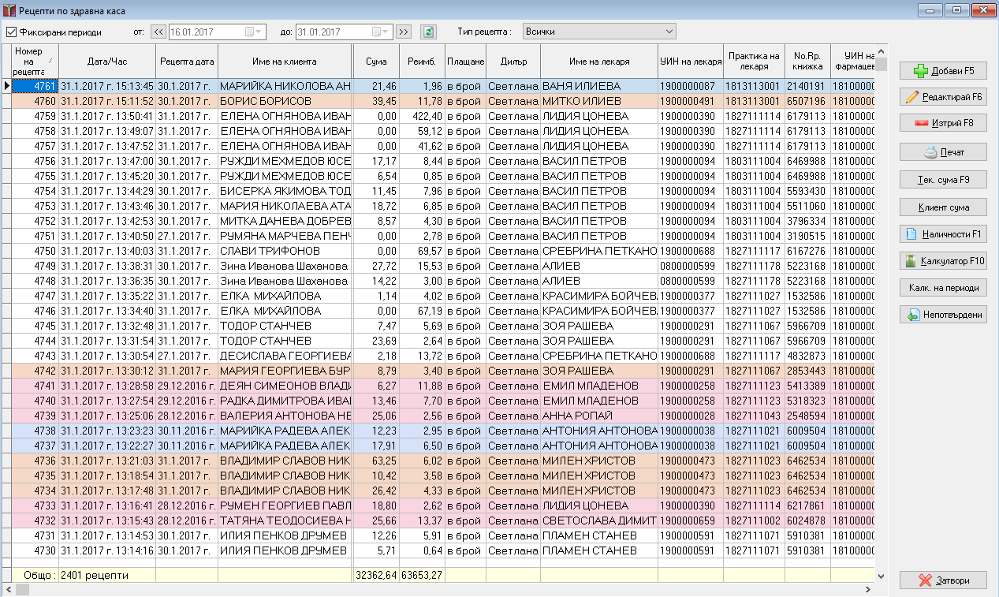 Рецепти по здравна каса
Фиксирани периоди от: << 16.01.2017 до: 31.01.2017 >> Тип рецепта : Всички
Номер на рецепта Дата/Час Рецепта дата Име на клиента Сума Реимб. Плащане Дилър Име на лекаря УИН на лекаря Практика на лекаря No.Rp. книжка УИН на фармацев
4761 31.1.2017 г. 15:13:45 30.1.2017 г. МАРИЙКА НИКОЛОВА АН 21,46 1,96 в брой Светлана ВАНЯ ИЛИЕВА 1900000087 1813113001 2140191 18100000
4760 31.1.2017 г. 15:11:52 30.1.2017 г. БОРИС БОРИСОВ 39,45 11,78 в брой Светлана МИТКО ИЛИЕВ 1900000491 1813113001 6507196 18100000
4759 31.1.2017 г. 13:50:41 31.1.2017 г. ЕЛЕНА ОГНЯНОВА ИВАН 0,00 422,40 в брой Светлана ЛИДИЯ ЦОНЕВА 1900000390 1827111114 6179113 18100000
4758 31.1.2017 г. 13:49:07 31.1.2017 г. ЕЛЕНА ОГНЯНОВА ИВАН 0,00 59,12 в брой Светлана ЛИДИЯ ЦОНЕВА 1900000390 1827111114 6179113 18100000
4757 31.1.2017 г. 13:47:52 31.1.2017 г. ЕЛЕНА ОГНЯНОВА ИВАН 0,00 41,62 в брой Светлана ЛИДИЯ ЦОНЕВА 1900000390 1827111114 6179113 18100000
4756 31.1.2017 г. 13:47:00 30.1.2017 г. РУЖДИ МЕХМЕДОВ ЮСЕ 17,17 8,44 в брой Светлана ВАСИЛ ПЕТРОВ 1900000094 1803111004 6469988 18100000
4755 31.1.2017 г. 13:45:20 30.1.2017 г. РУЖДИ МЕХМЕДОВ ЮСЕ 6,54 0,85 в брой Светлана ВАСИЛ ПЕТРОВ 1900000094 1803111004 6469988 18100000
4754 31.1.2017 г. 13:44:29 30.1.2017 г. БИСЕРКА ЯКИМОВА ТОД 11,45 7,96 в брой Светлана ВАСИЛ ПЕТРОВ 1900000094 1803111004 5593430 18100000
4753 31.1.2017 г. 13:43:46 30.1.2017 г. МАРИЯ НИКОЛАЕВА АТА 18,72 6,85 в брой Светлана ВАСИЛ ПЕТРОВ 1900000094 1803111004 5511060 18100000
4752 31.1.2017 г. 13:42:53 30.1.2017 г. МИТКА ДАНЕВА ДОБРЕВ 8,57 4,30 в брой Светлана ВАСИЛ ПЕТРОВ 1900000094 1803111004 3796334 18100000
4751 31.1.2017 г. 13:40:50 27.1.2017 г. РУМЯНА МАРЧЕВА ПЕНЧ 0,00 2,78 в брой Светлана ВАСИЛ ПЕТРОВ 1900000094 1803111004 3190515 18100000
4750 31.1.2017 г. 13:40:03 31.1.2017 г. СЛАВИ ТРИФОНОВ 0,00 69,57 в брой Светлана СРЕБРИНА ПЕТКАНО 1900000688 1827111117 6167276 18100000
4749 31.1.2017 г. 13:38:31 30.1.2017 г. Зина Иванова Шаханова 27,72 15,53 в брой Светлана АЛИЕВ 0800000599 1827111178 5223168 18100000
4748 31.1.2017 г. 13:36:35 30.1.2017 г. Зина Иванова Шаханова 14,22 3,00 в брой Светлана АЛИЕВ 0800000599 1827111178 5223168 18100000
4747 31.1.2017 г. 13:35:22 31.1.2017 г. ЕЛКА МИХАЙЛОВА 1,14 4,02 в брой Светлана КРАСИМИРА БОЙЧЕВ 1900000377 1827111027 1532586 18100000
4746 31.1.2017 г. 13:34:40 31.1.2017 г. ЕЛКА МИХАЙЛОВА 0,00 67,19 в брой Светлана КРАСИМИРА БОЙЧЕВ 1900000377 1827111027 1532586 18100000
4745 31.1.2017 г. 13:32:48 31.1.2017 г. ТОДОР СТАНЧЕВ 7,47 5,69 в брой Светлана ЗОЯ РАШЕВА 1900000291 1827111067 5966709 18100000
4744 31.1.2017 г. 13:31:54 31.1.2017 г. ТОДОР СТАНЧЕВ 23,69 2,64 в брой Светлана ЗОЯ РАШЕВА 1900000291 1827111067 5966709 18100000
4743 31.1.2017 г. 13:30:54 27.1.2017 г. ДЕСИСЛАВА ГЕОРГИЕВА 2,18 13,72 в брой Светлана СРЕБРИНА ПЕТКАНО 1900000688 1827111117 4832873 18100000
4742 31.1.2017 г. 13:30:12 31.1.2017 г. МАРИЯ ГЕОРГИЕВА БУР 8,79 3,40 в брой Светлана ЗОЯ РАШЕВА 1900000291 1827111067 2853443 18100000
4741 31.1.2017 г. 13:28:58 29.12.2016 г. ДЕЯН СИМЕОНОВ ВЛАДИ 6,27 11,88 в брой Светлана ЕМИЛ МЛАДЕНОВ 1900000258 1827111123 5413389 18100000
4740 31.1.2017 г. 13:27:54 29.12.2016 г. РАДКА ДИМИТРОВА ИВА 13,46 7,70 в брой Светлана ЕМИЛ МЛАДЕНОВ 1900000258 1827111123 5318323 18100000
4739 31.1.2017 г. 13:25:06 28.12.2016 г. ВАЛЕРИЯ АНТОНОВА НЕ 25,06 2,56 в брой Светлана АННА РОПАЙ 1900000028 1827111043 2548594 18100000
4738 31.1.2017 г. 13:23:23 30.11.2016 г. МАРИЙКА РАДЕВА АЛЕК 12,23 2,95 в брой Светлана АНТОНИЯ АНТОНОВА 1900000038 1827111021 6009504 18100000
4737 31.1.2017 г. 13:22:27 30.11.2016 г. МАРИЙКА РАДЕВА АЛЕК 17,91 6,50 в брой Светлана АНТОНИЯ АНТОНОВА 1900000038 1827111021 6009504 18100000
4736 31.1.2017 г. 13:21:03 31.1.2017 г. ВЛАДИМИР СЛАВОВ НИК 63,25 6,02 в брой Светлана МИЛЕН ХРИСТОВ 1900000473 1827111023 6462534 18100000
4735 31.1.2017 г. 13:18:54 31.1.2017 г. ВЛАДИМИР СЛАВОВ НИК 10,42 3,58 в брой Светлана МИЛЕН ХРИСТОВ 1900000473 1827111023 6462534 18100000
4734 31.1.2017 г. 13:17:48 31.1.2017 г. ВЛАДИМИР СЛАВОВ НИК 26,42 4,33 в брой Светлана МИЛЕН ХРИСТОВ 1900000473 1827111023 6462534 18100000
4733 31.1.2017 г. 13:16:41 28.12.2016 г. РУМЕН ГЕОРГИЕВ ПАВЛ 18,80 2,62 в брой Светлана ЛИДИЯ ЦОНЕВА 1900000390 1827111114 6217861 18100000
4732 31.1.2017 г. 13:15:43 28.12.2016 г. ТАТЯНА ТЕОДОСИЕВА Н 25,66 13,37 в брой Светлана СВЕТОСЛАВА ДИМИТ 1900000659 1827111002 6024878 18100000
4731 31.1.2017 г. 13:14:53 30.1.2017 г. ИЛИЯ ПЕНКОВ ДРУМЕВ 12,26 5,91 в брой Светлана ПЛАМЕН СТАНЕВ 1900000591 1827111071 5910381 18100000
4730 31.1.2017 г. 13:14:16 30.1.2017 г. ИЛИЯ ПЕНКОВ ДРУМЕВ 5,71 0,64 в брой Светлана ПЛАМЕН СТАНЕВ 1900000591 1827111071 5910381 18100000
Общо : 2401 рецепти 32362,64 63653,27
Добави F5
Редактирай F6
Изтрий F8
Печат
Тек. сума F9
Клиент сума
Наличности F1
Калкулатор F10
Калк. на периоди
Непотвърдени
Затвори